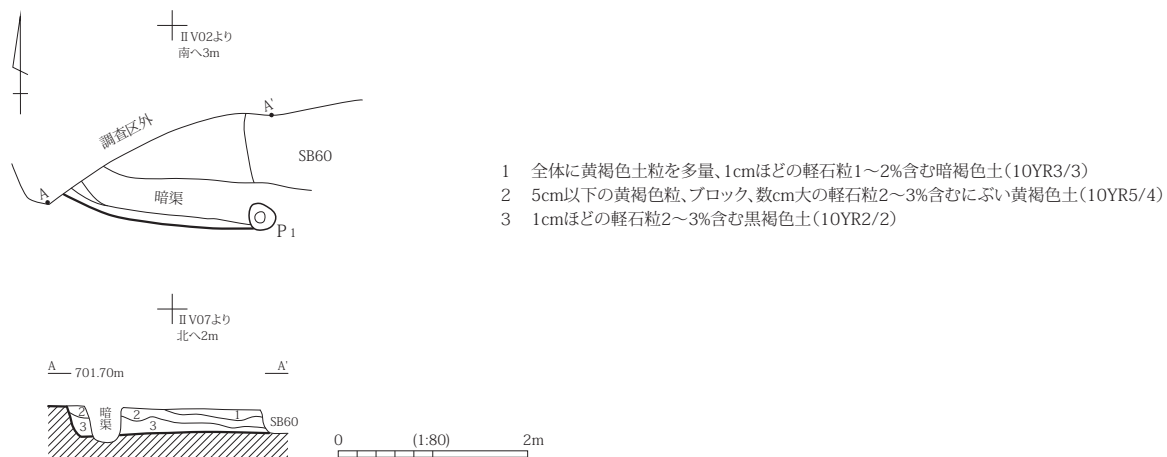 ⅡV02より
南へ3m
A'
調査区外
SB60
A
暗渠
P1
1 全体に黄褐色土粒を多量、1cmほどの軽石粒1〜2%含む暗褐色土(10YR3/3)
2 5cm以下の黄褐色粒、ブロック、数cm大の軽石粒2〜3%含むにぶい黄褐色土(10YR5/4)
3 1cmほどの軽石粒2〜3%含む黒褐色土(10YR2/2)
ⅡV07より
北へ2m
A 701.70m A'
2 暗渠 2 1
3 3 SB60
0 (1:80) 2m